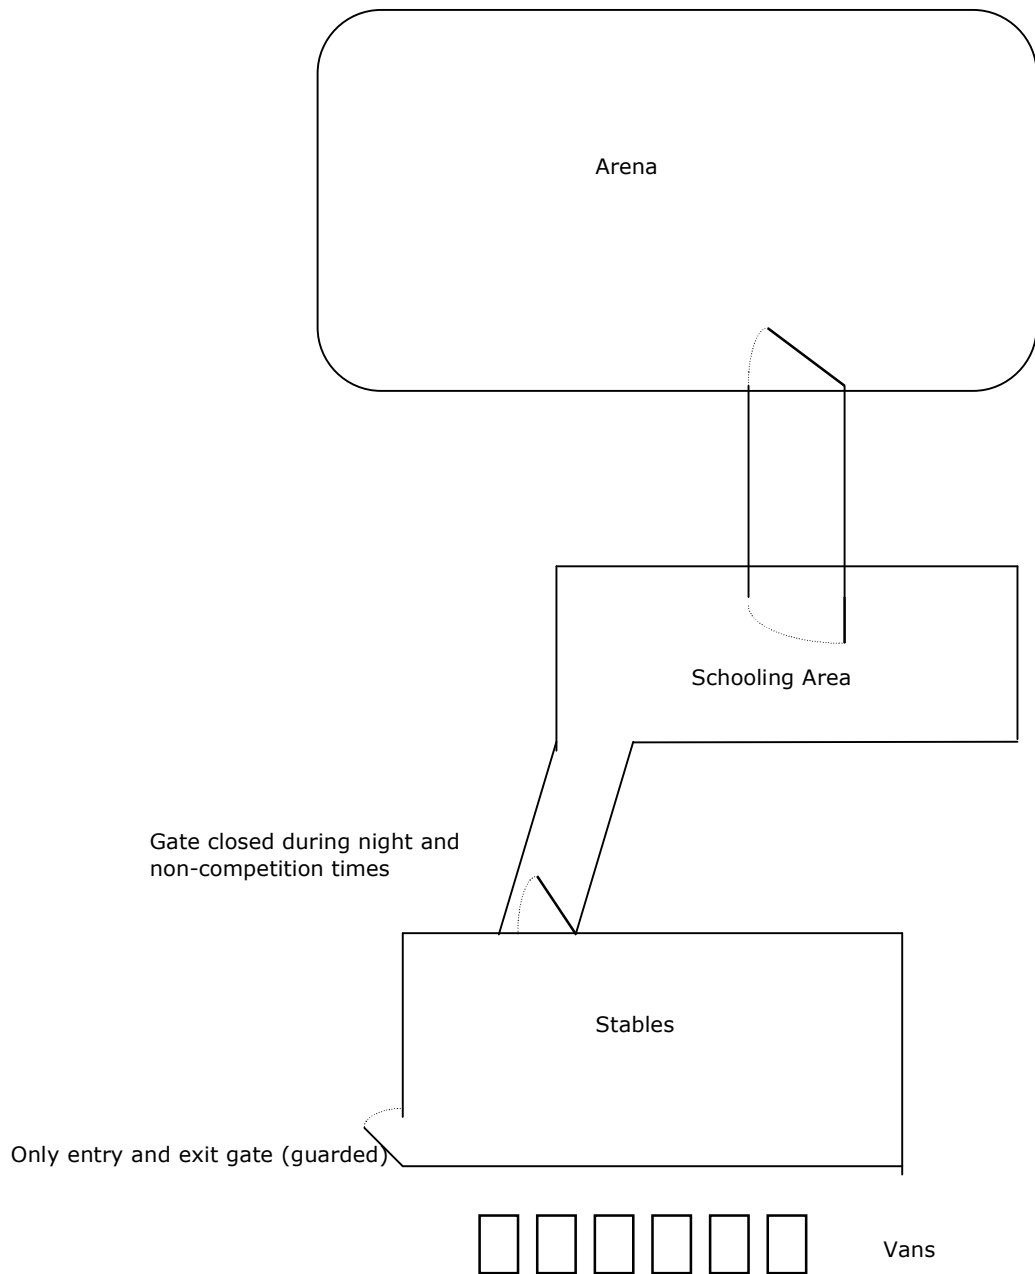 Arena
Schooling Area
Gate closed during night and
non-competition times
Stables
Only entry and exit gate (guarded)
Vans